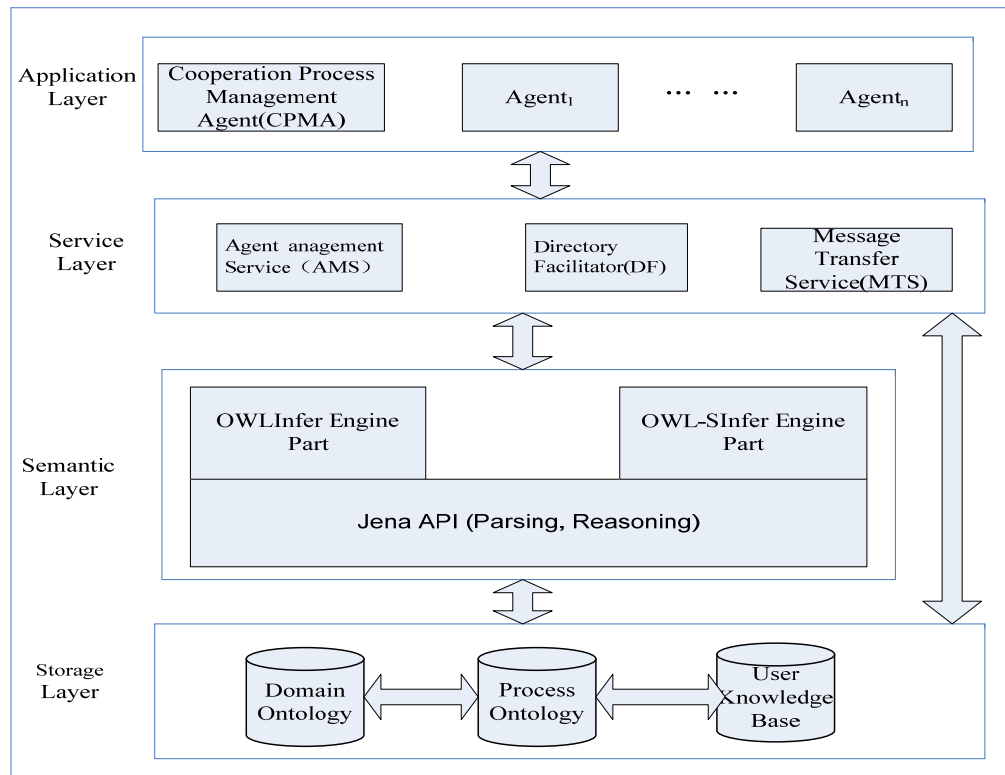 Application
Layer
Cooperation Process
Management
Agent(CPMA)
Agent1
... ...
Agentn
Service
Layer
Agent anagement
Service（AMS）
Directory
Facilitator(DF)
Message
Transfer
Service(MTS)
Semantic
Layer
OWLInfer Engine
Part
OWL-SInfer Engine
Part
Jena API (Parsing, Reasoning)
Storage
Layer
Domain
Ontology
Process
Ontology
User
Knowledge
Base